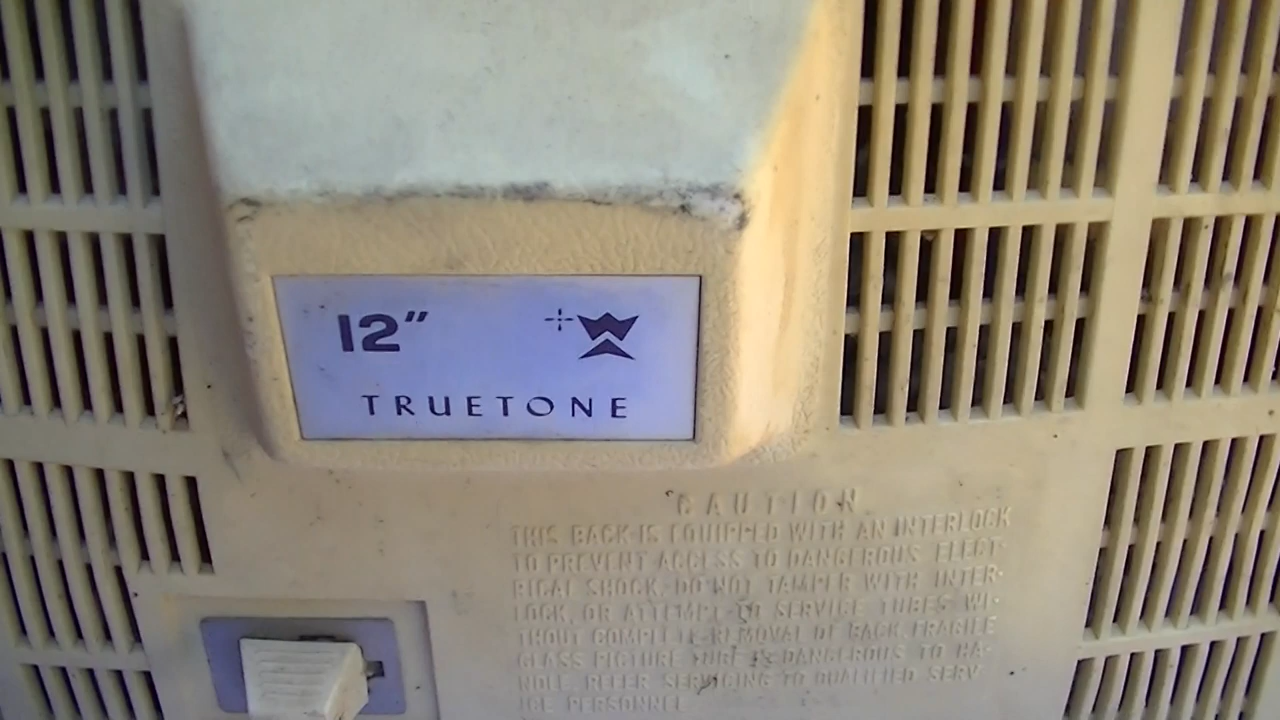 12"
TRUETONE
CAUTION
THIS BACK IS EQUIPPED WITH AN INTERLOCK
TO PREVENT ACCESS TO DANGEROUS ELECT-
RICAL SHOCK. DO NOT TAMPER WITH INTER-
LOCK, OR ATTEMPT TO SERVICE TUBES WI-
THOUT COMPLETE REMOVAL OF BACK. FRAGILE
GLASS PICTURE TUBE IS DANGEROUS TO HA-
NDLE. REFER SERVICING TO QUALIFIED SERV-
ICE PERSONNEL